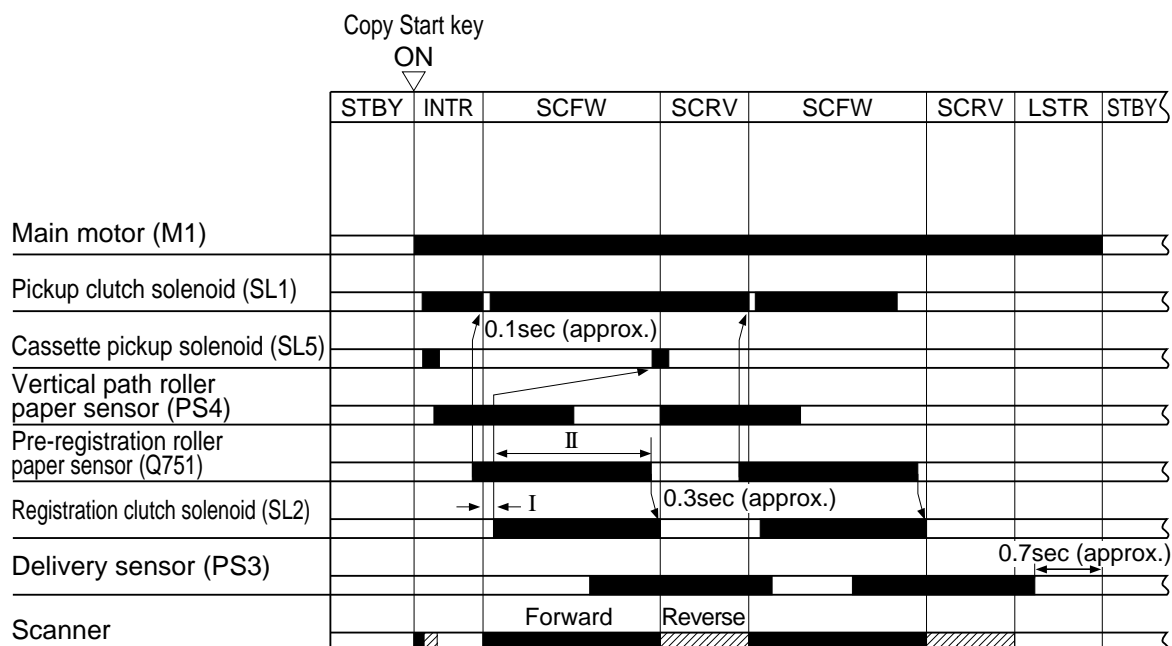 Copy Start key
ON
STBY INTR SCFW SCRV SCFW SCRV LSTR STBY
Main motor (M1)
Pickup clutch solenoid (SL1)
0.1sec (approx.)
Cassette pickup solenoid (SL5)
Vertical path roller
paper sensor (PS4)
Pre-registration roller
paper sensor (Q751)
II
0.3sec (approx.)
Registration clutch solenoid (SL2)
I
Delivery sensor (PS3)
0.7sec (approx.)
Forward Reverse
Scanner